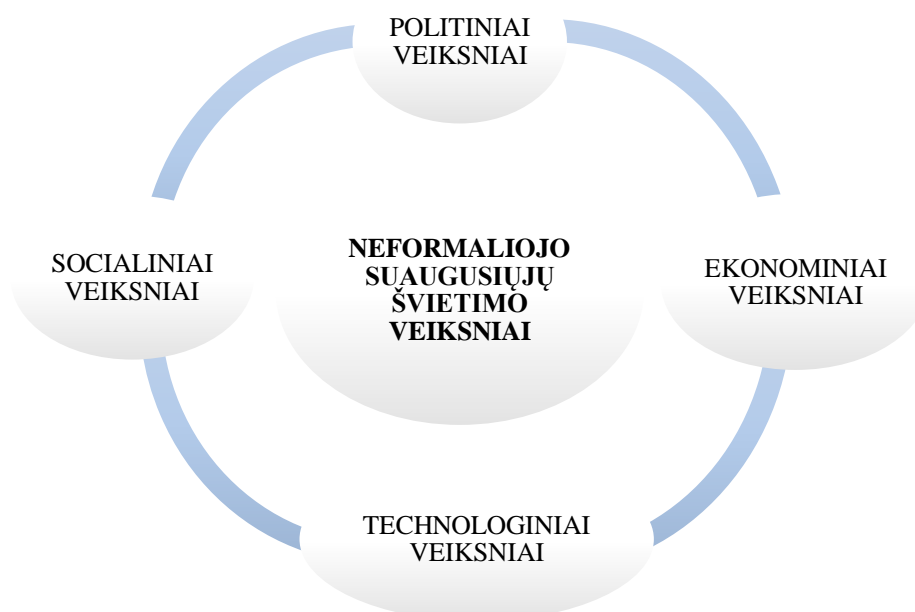 POLITINIAI
VEIKSNIAI
SOCIALINIAI
VEIKSNIAI
NEFORMALIOJO
SUAUGUSIŲJŲ
ŠVIETIMO
VEIKSNIAI
EKONOMINIAI
VEIKSNIAI
TECHNOLOGINIAI
VEIKSNIAI